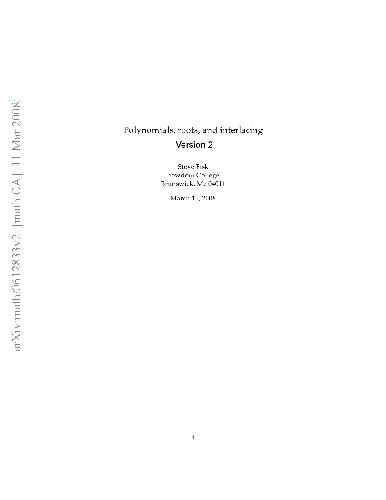 Polynomials, roots, and interlacing
Version 2
Steve Fisk
Bowdoin College
Brunswick, Me 04011
March 11, 2008
arXiv:math/0612833v2 [math.CA] 11 Mar 2008